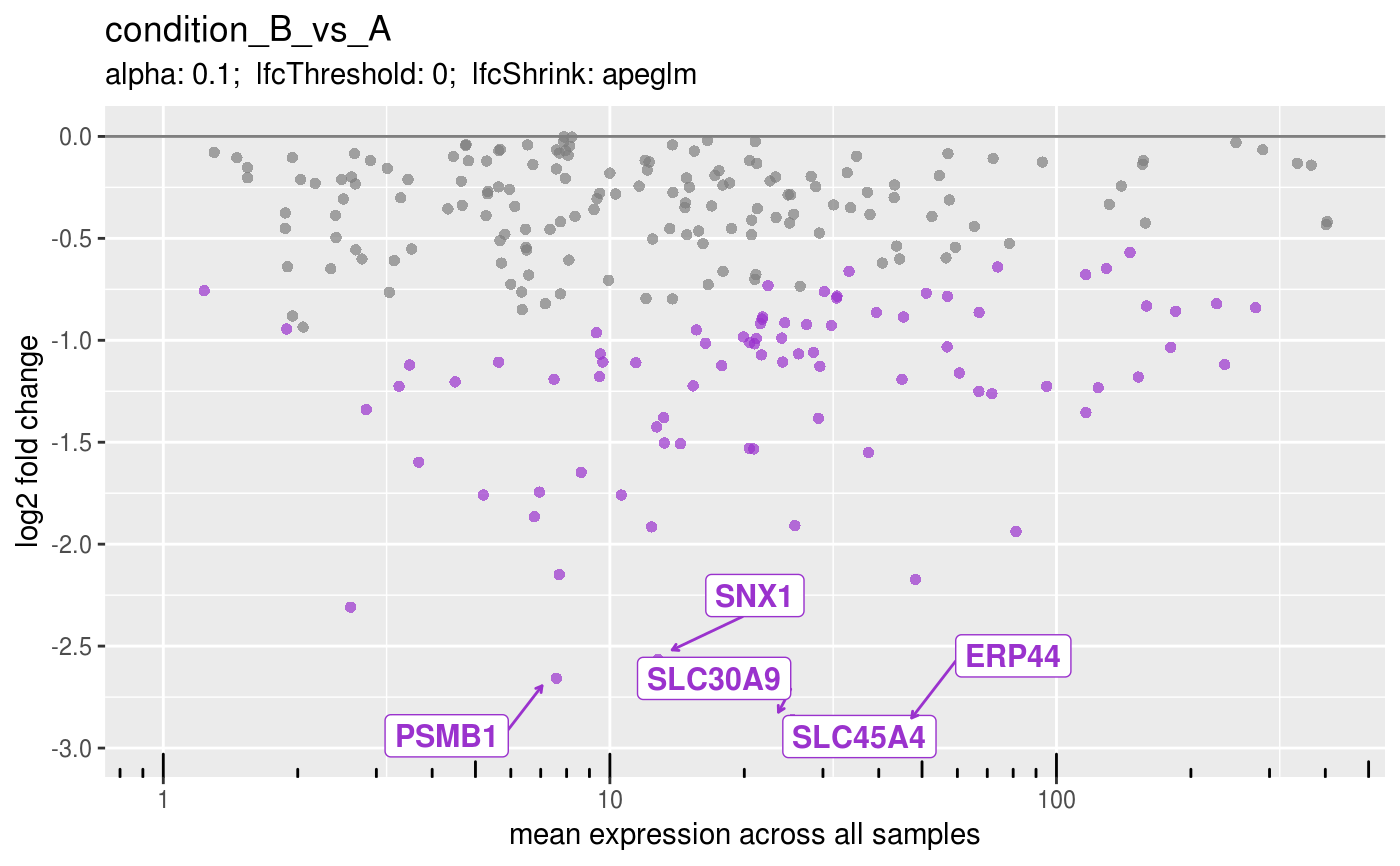 condition_B_vs_A
alpha: 0.1;  lfcThreshold: 0;  lfcShrink: apeglm
log2 fold change
0.0
-0.5
-1.0
-1.5
-2.0
-2.5
-3.0
SNX1
ERP44
SLC30A9
PSMB1
SLC45A4
1
10
100
mean expression across all samples